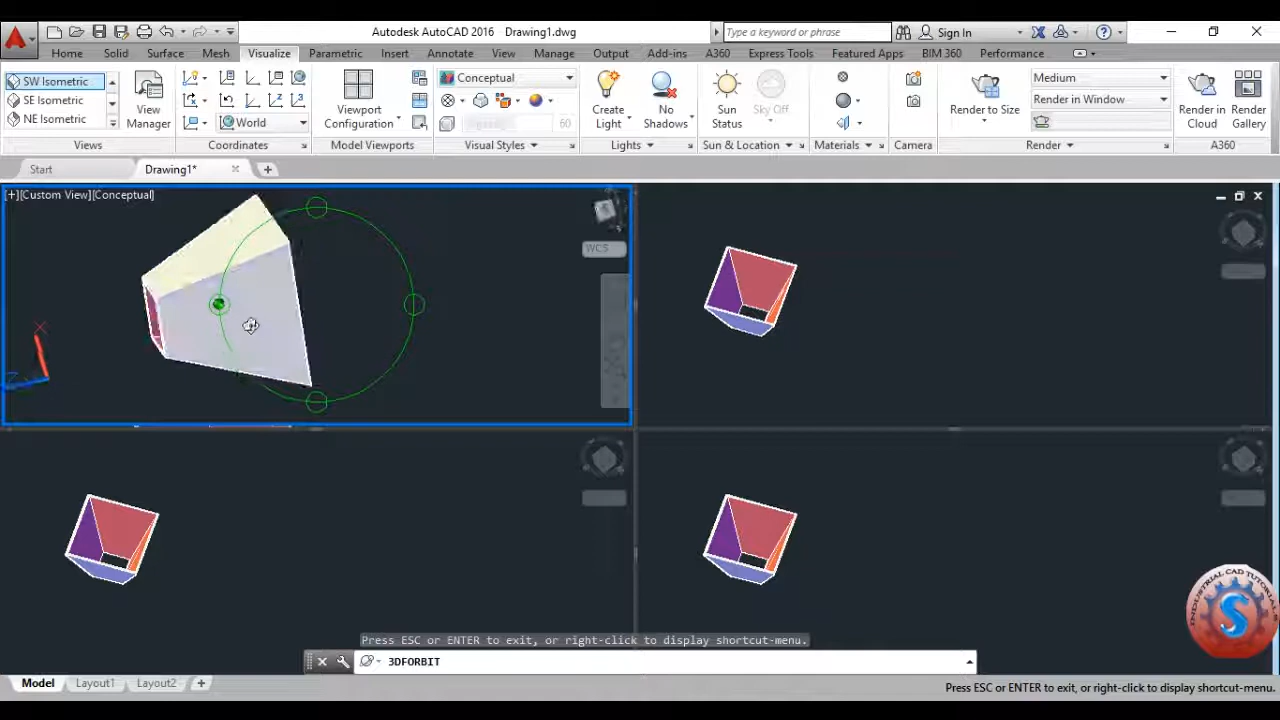 Autodesk AutoCAD 2016 Drawing1.dwg
Type a keyword or phrase
Sign In
Home Solid Surface Mesh Visualize Parametric Insert Annotate View Manage Output Add-ins A360 Express Tools Featured Apps BIM 360 Performance
SW Isometric
SE Isometric
NE Isometric
View Manager
World
Viewport Configuration
Conceptual
60
Create Light
No Shadows
Sun Status
Sky Off
Render to Size
Medium
Render in Window
Render in Cloud
Render Gallery
Views Coordinates Model Viewports Visual Styles Lights Sun & Location Materials Camera Render A360
Start Drawing1*
[+][Custom View][Conceptual]
WCS
INDUSTRIAL CAD TUTORIALS
S
Press ESC or ENTER to exit, or right-click to display shortcut-menu.
3DFORBIT
Model Layout1 Layout2
Press ESC or ENTER to exit, or right-click to display shortcut-menu.